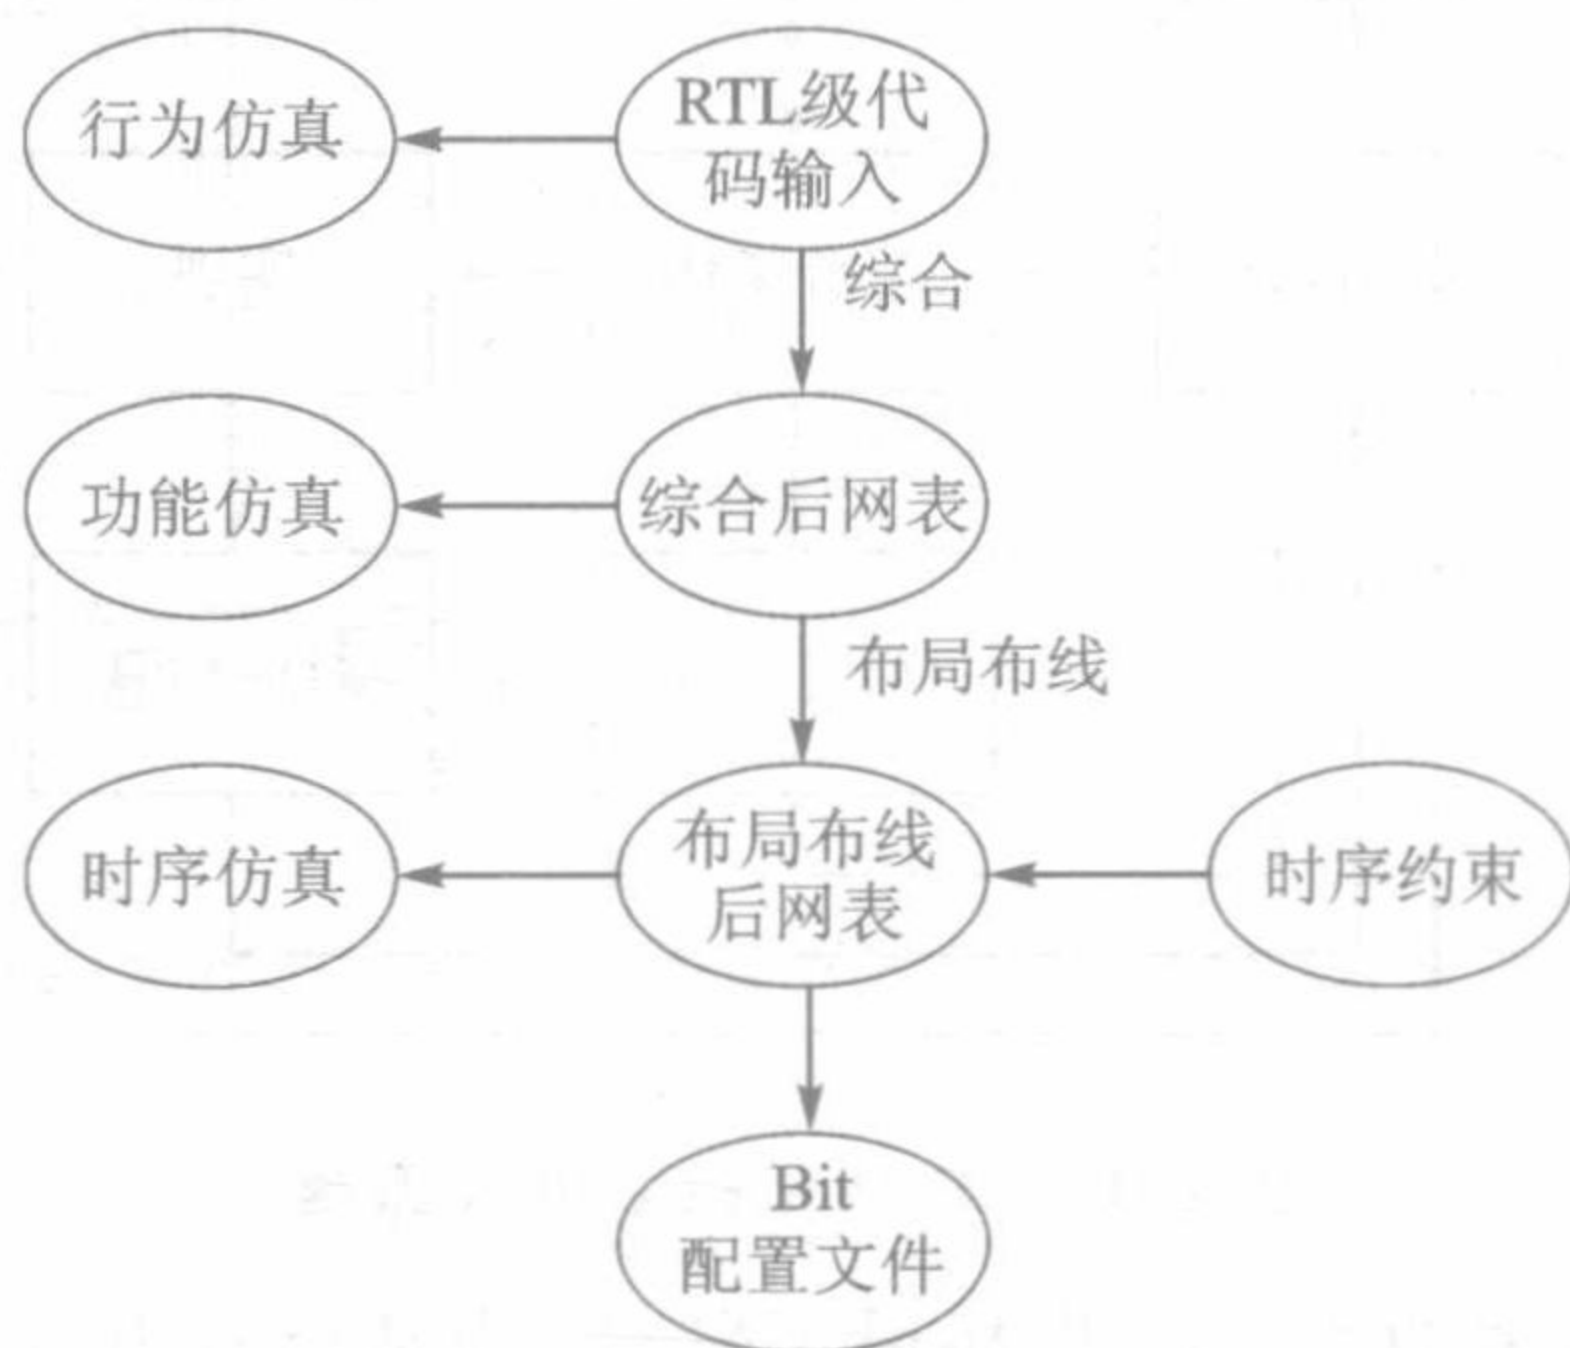 行为仿真
RTL级代
码输入
综合
功能仿真
综合后网表
布局布线
时序仿真
布局布线
后网表
时序约束
Bit
配置文件